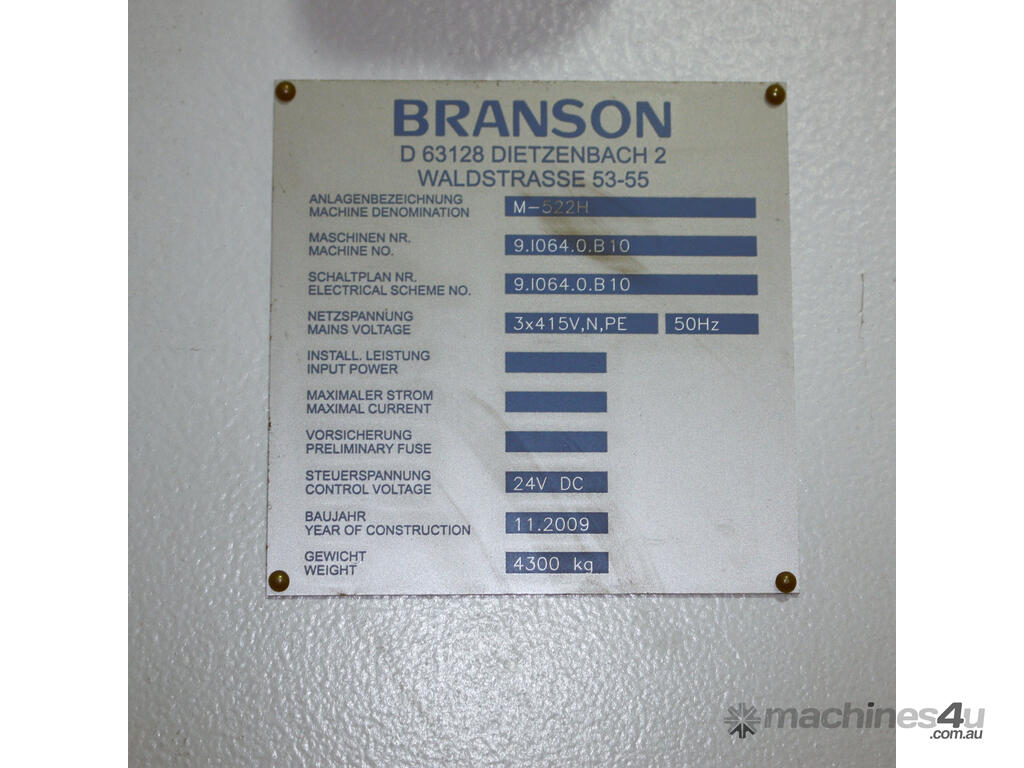 BRANSON
D 63128 DIETZENBACH 2
WALDSTRASSE 53-55
ANLAGENBEZEICHNUNG
MACHINE DENOMINATION
M-522H
MASCHINEN NR.
MACHINE NO.
9.I064.0.B10
SCHALTPLAN NR.
ELECTRICAL SCHEME NO.
9.I064.0.B10
NETZSPANNUNG
MAINS VOLTAGE
3x415V,N,PE 50Hz
INSTALL. LEISTUNG
INPUT POWER
MAXIMALER STROM
MAXIMAL CURRENT
VORSICHERUNG
PRELIMINARY FUSE
STEUERSPANNUNG
CONTROL VOLTAGE
24V DC
BAUJAHR
YEAR OF CONSTRUCTION
11.2009
GEWICHT
WEIGHT
4300 kg
machines4u
.com.au